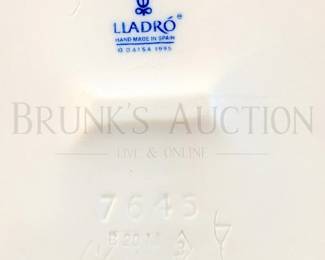 LLADRÓ®
HAND MADE IN SPAIN
© DAISA 1995
BRUNK'S AUCTION
LIVE & ONLINE
7645